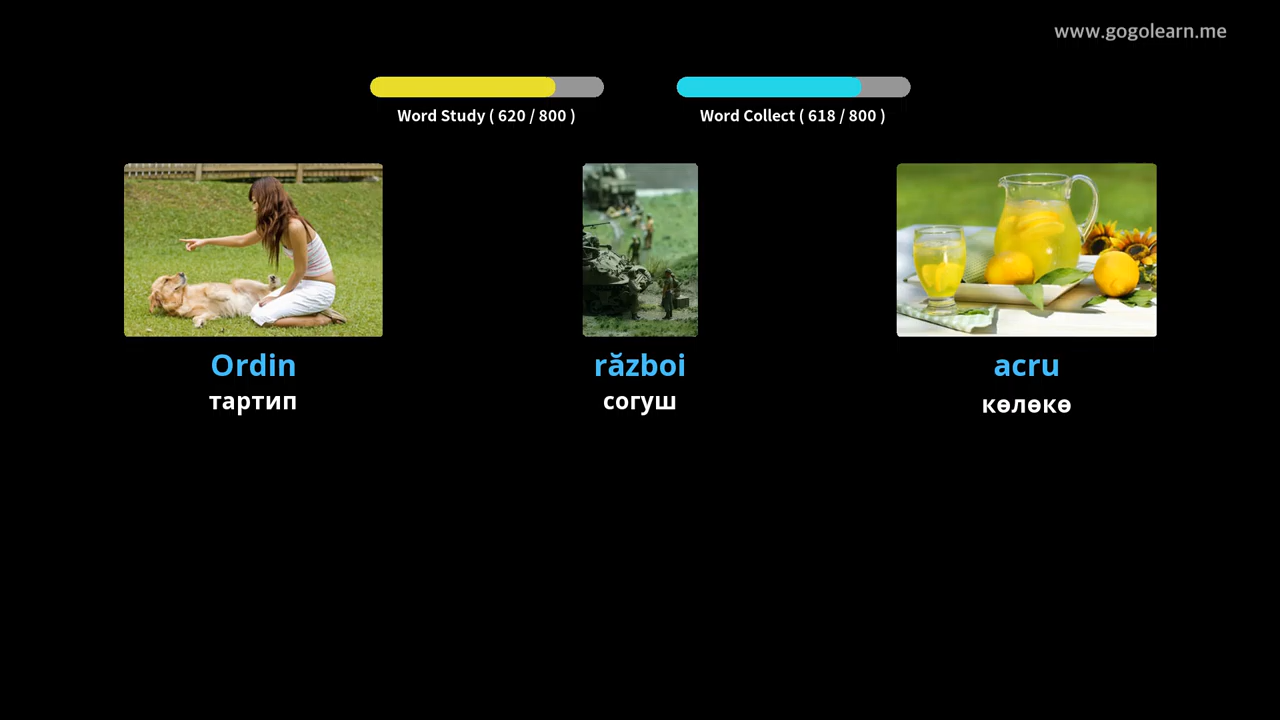 www.gogolearn.me
Word Study ( 620 / 800 )
Word Collect ( 618 / 800 )
Ordin
тартип
război
согуш
acru
көлөкө